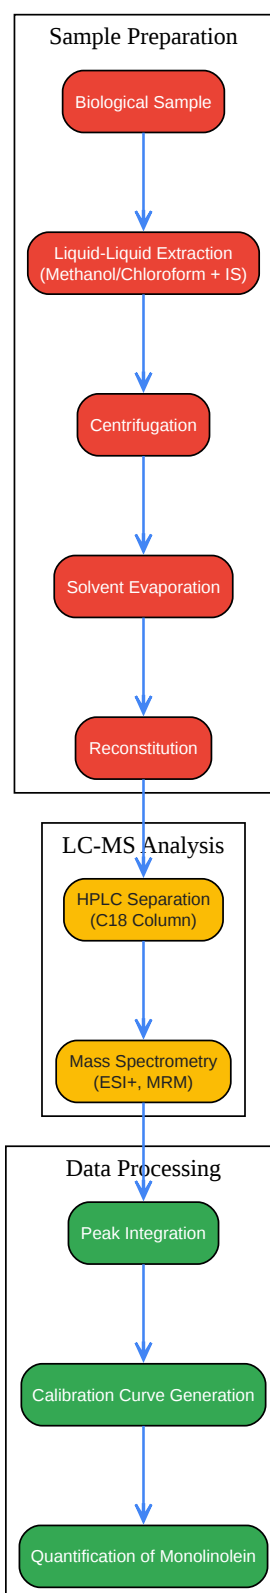 Sample Preparation
Biological Sample
Liquid-Liquid Extraction
(Methanol/Chloroform + IS)
Centrifugation
Solvent Evaporation
Reconstitution
LC-MS Analysis
HPLC Separation
(C18 Column)
Mass Spectrometry
(ESI+, MRM)
Data Processing
Peak Integration
Calibration Curve Generation
Quantification of Monolinolein